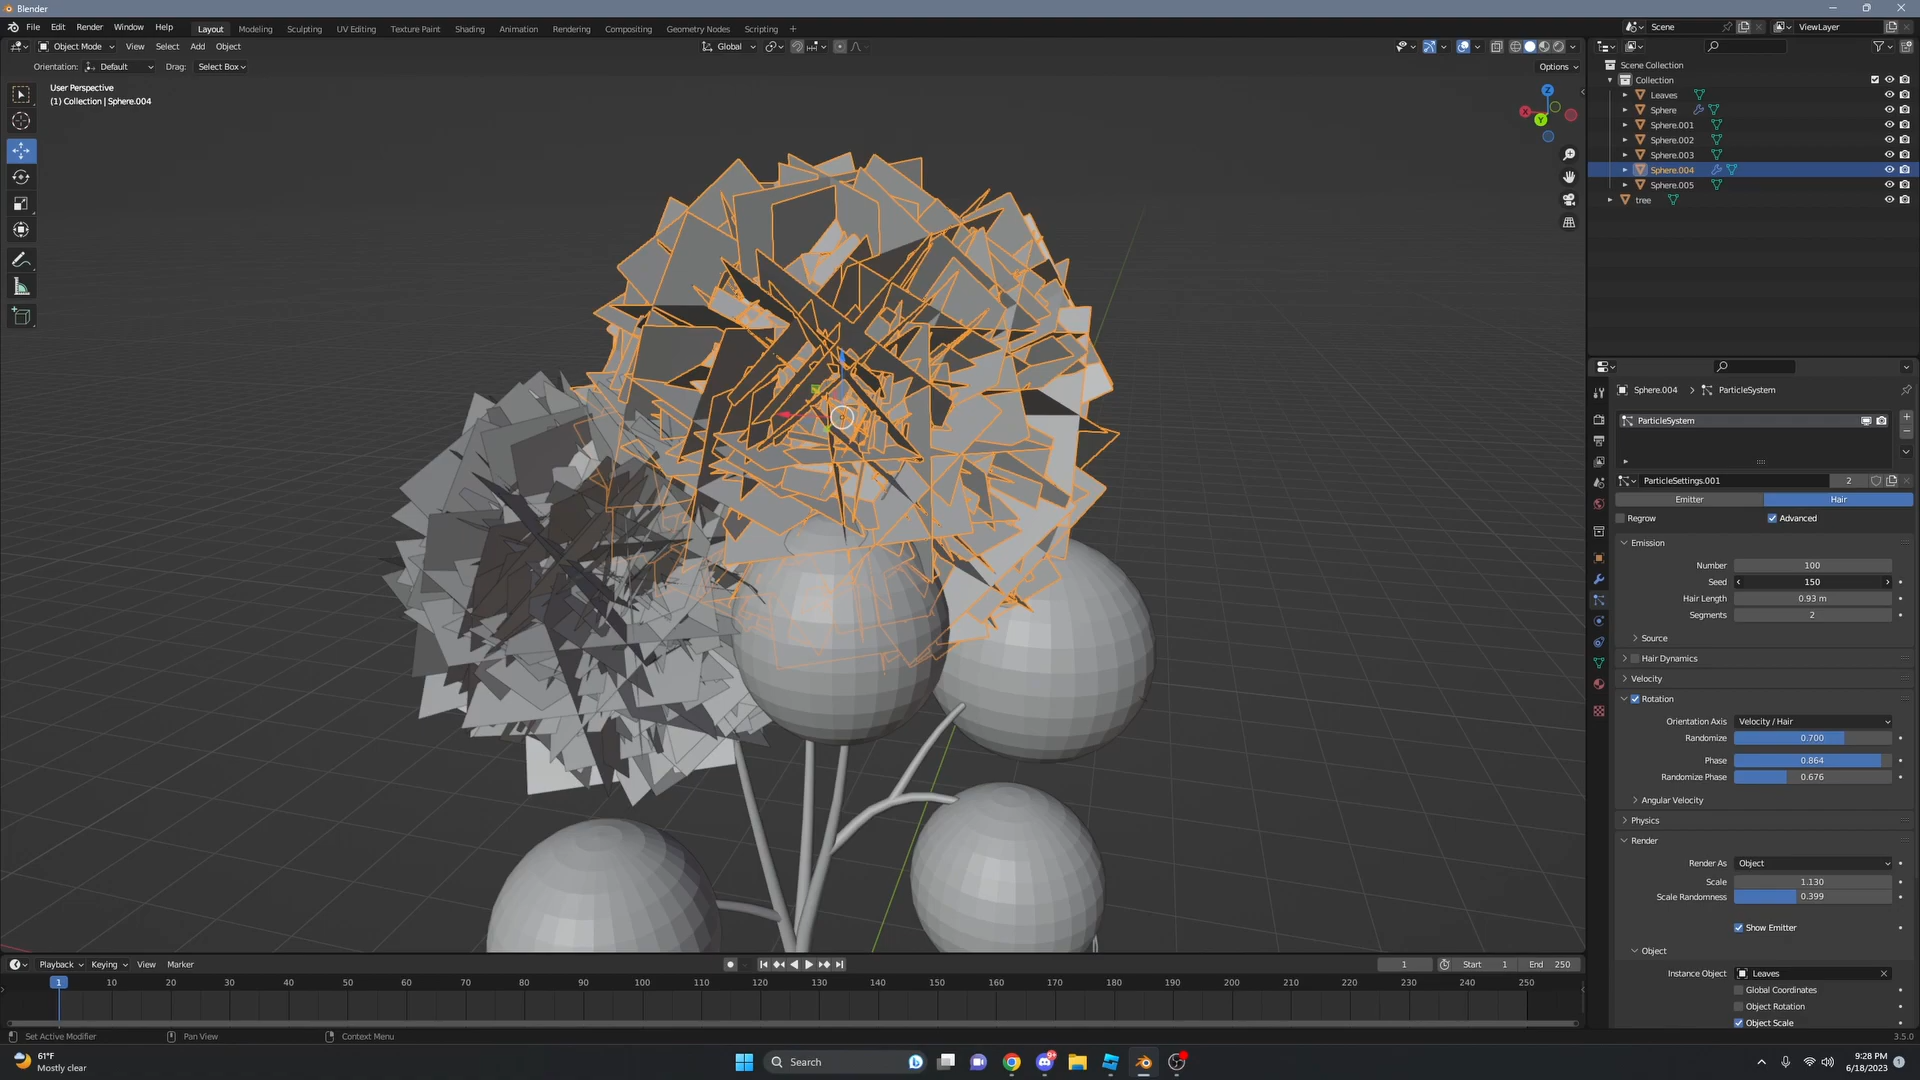 Blender
File Edit Render Window Help
Layout Modeling Sculpting UV Editing Texture Paint Shading Animation Rendering Compositing Geometry Nodes Scripting +
Scene
ViewLayer
Object Mode View Select Add Object
Global
Orientation: Default Drag: Select Box
Options
User Perspective
(1) Collection | Sphere.004
Z
X
Y
Scene Collection
Collection
Leaves
Sphere
Sphere.001
Sphere.002
Sphere.003
Sphere.004
Sphere.005
tree
Sphere.004 > ParticleSystem
ParticleSystem
ParticleSettings.001 2
Emitter Hair
Regrow Advanced
Emission
Number 100
Seed 150
Hair Length 0.93 m
Segments 2
Source
Hair Dynamics
Velocity
Rotation
Orientation Axis Velocity / Hair
Randomize 0.700
Phase 0.864
Randomize Phase 0.676
Angular Velocity
Physics
Render
Render As Object
Scale 1.130
Scale Randomness 0.399
Show Emitter
Object
Instance Object Leaves
Global Coordinates
Object Rotation
Object Scale
Playback Keying View Marker
1 Start 1 End 250
1 10 20 30 40 50 60 70 80 90 100 110 120 130 140 150 160 170 180 190 200 210 220 230 240 250
Set Active Modifier Pan View Context Menu
3.5.0
61°F
Mostly clear
Search
9:28 PM
6/18/2023
1